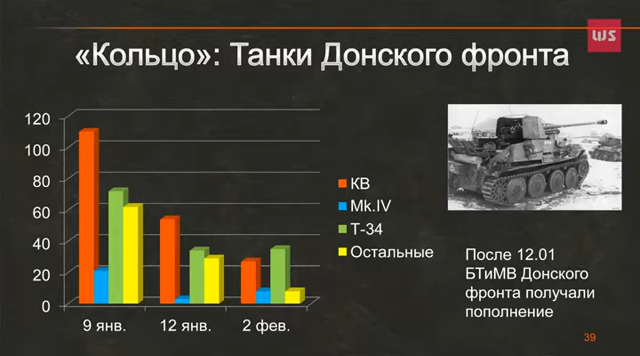 WS
«Кольцо»: Танки Донского фронта
120
100
80
60
40
20
0
9 янв.
12 янв.
2 фев.
КВ
Mk.IV
Т-34
Остальные
После 12.01
БТиМВ Донского
фронта получали
пополнение
39